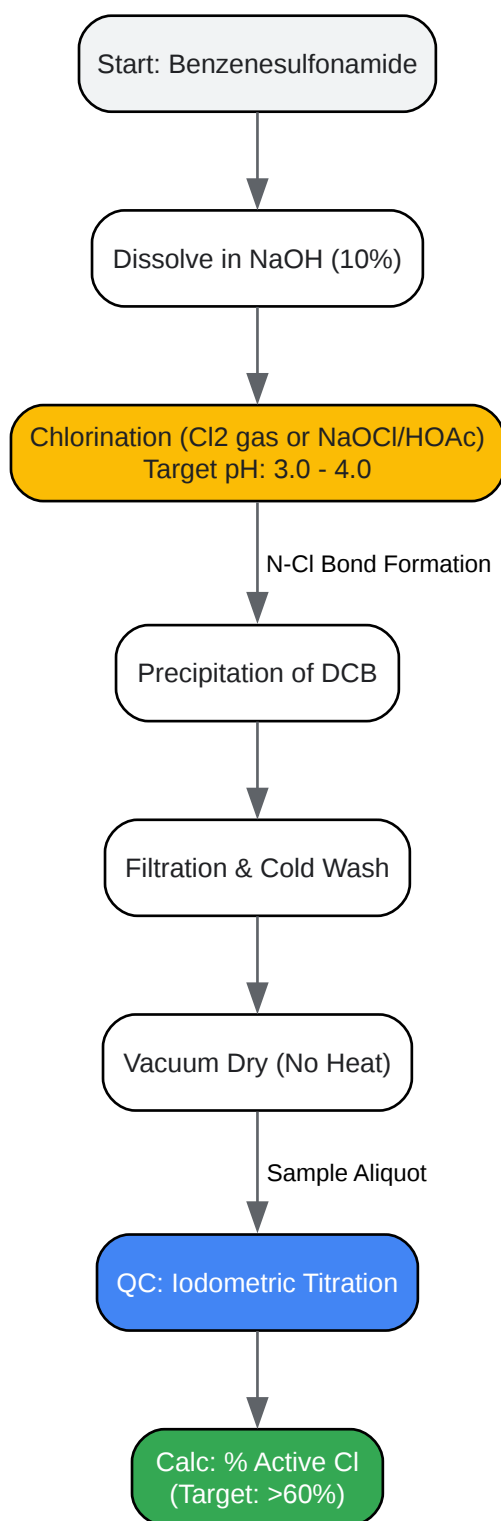 Start: Benzenesulfonamide
Dissolve in NaOH (10%)
Chlorination (Cl2 gas or NaOCl/HOAc)
Target pH: 3.0 - 4.0
N-Cl Bond Formation
Precipitation of DCB
Filtration & Cold Wash
Vacuum Dry (No Heat)
Sample Aliquot
QC: Iodometric Titration
Calc: % Active Cl
(Target: >60%)